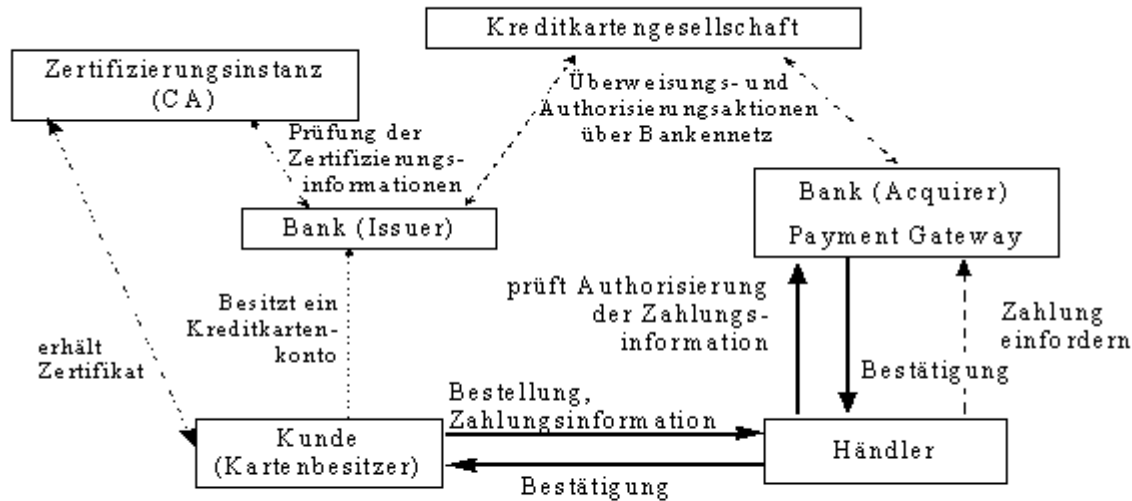 Kreditkartengesellschaft
Zertifizierungsinstanz
(CA)
Überweisungs- und
Authorisierungsaktionen
über Bankennetz
Prüfung der
Zertifizierungs-
informationen
Bank (Acquirer)
Payment Gateway
Bank (Issuer)
prüft Authorisierung
der Zahlungs-
information
Besitzt ein
Kreditkarten-
konto
Zahlung
einfordern
erhält
Zertifikat
Bestätigung
Bestellung,
Zahlungsinformation
Kunde
(Kartenbesitzer)
Händler
Bestätigung